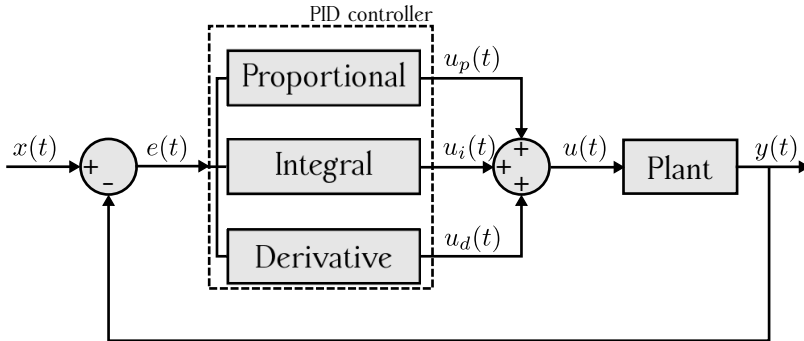 PID controller
Proportional
u_p(t)
x(t)
+
-
e(t)
Integral
u_i(t)
+
+
+
u(t)
Plant
y(t)
Derivative
u_d(t)